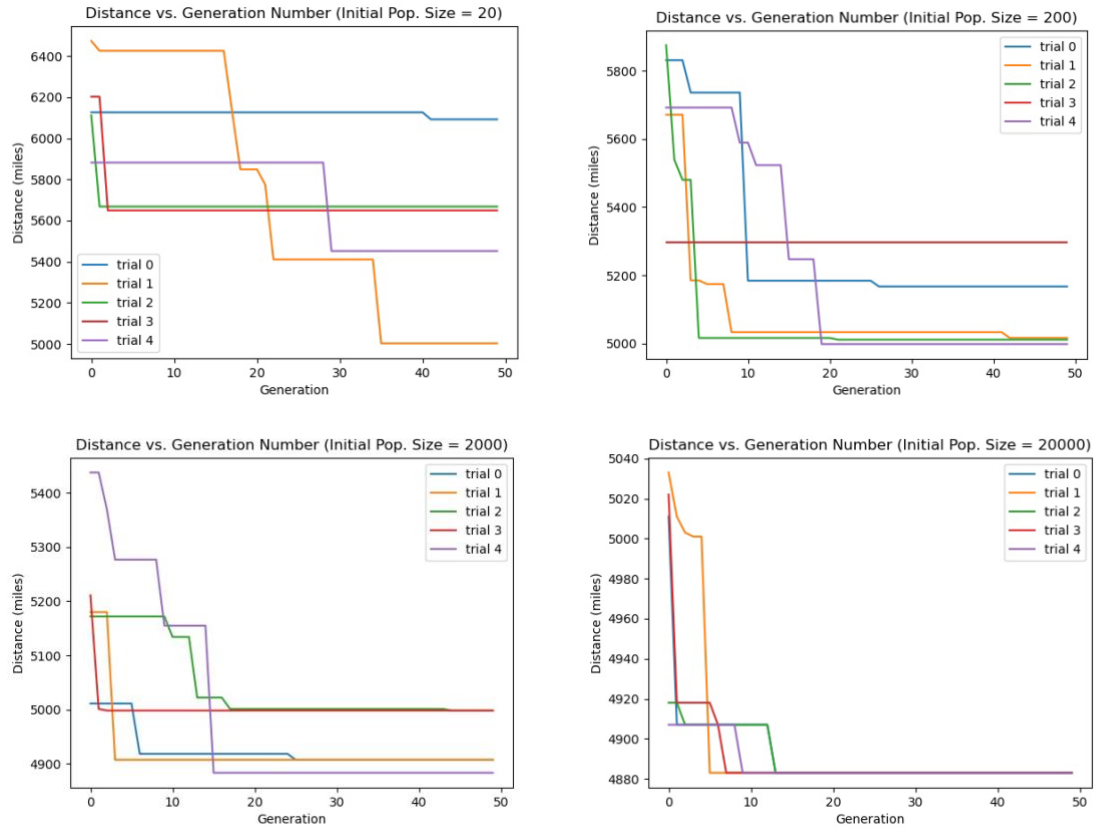 Distance vs. Generation Number (Initial Pop. Size = 20)
6400
6200
6000
5800
5600
5400
5200
5000
Distance (miles)
trial 0
trial 1
trial 2
trial 3
trial 4
0 10 20 30 40 50
Generation
Distance vs. Generation Number (Initial Pop. Size = 200)
5800
5600
5400
5200
5000
Distance (miles)
trial 0
trial 1
trial 2
trial 3
trial 4
0 10 20 30 40 50
Generation
Distance vs. Generation Number (Initial Pop. Size = 2000)
5400
5300
5200
5100
5000
4900
Distance (miles)
trial 0
trial 1
trial 2
trial 3
trial 4
0 10 20 30 40 50
Generation
Distance vs. Generation Number (Initial Pop. Size = 20000)
5040
5020
5000
4980
4960
4940
4920
4900
4880
Distance (miles)
trial 0
trial 1
trial 2
trial 3
trial 4
0 10 20 30 40 50
Generation